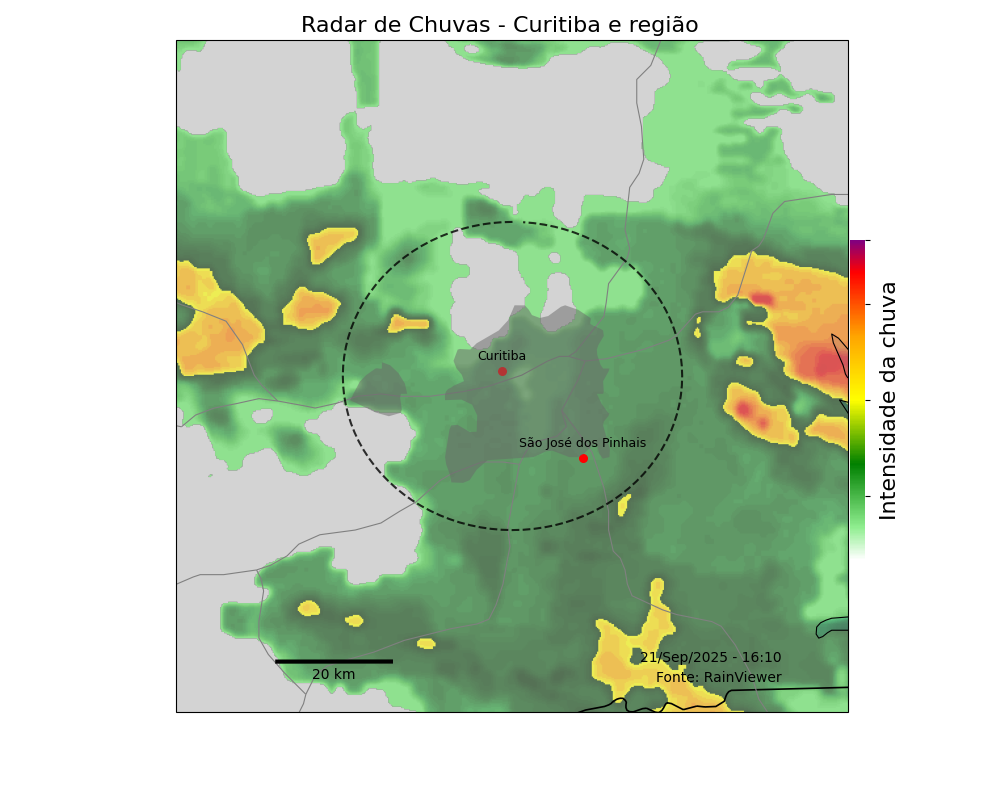 Radar de Chuvas - Curitiba e região
Curitiba
São José dos Pinhais
20 km
21/Sep/2025 - 16:10
Fonte: RainViewer
Intensidade da chuva